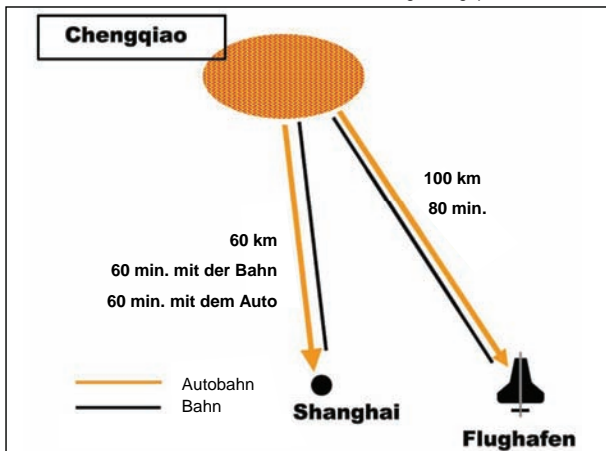 Chengqiao
100 km
80 min.
60 km
60 min. mit der Bahn
60 min. mit dem Auto
Autobahn
Bahn
Shanghai
Flughafen